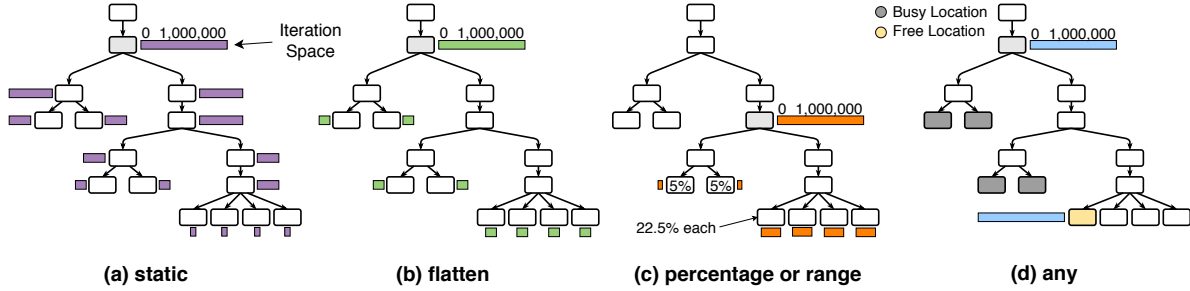 0 1,000,000
Iteration
Space
(a) static
0 1,000,000
(b) flatten
0 1,000,000
5% 5%
22.5% each
(c) percentage or range
Busy Location
Free Location
0 1,000,000
(d) any